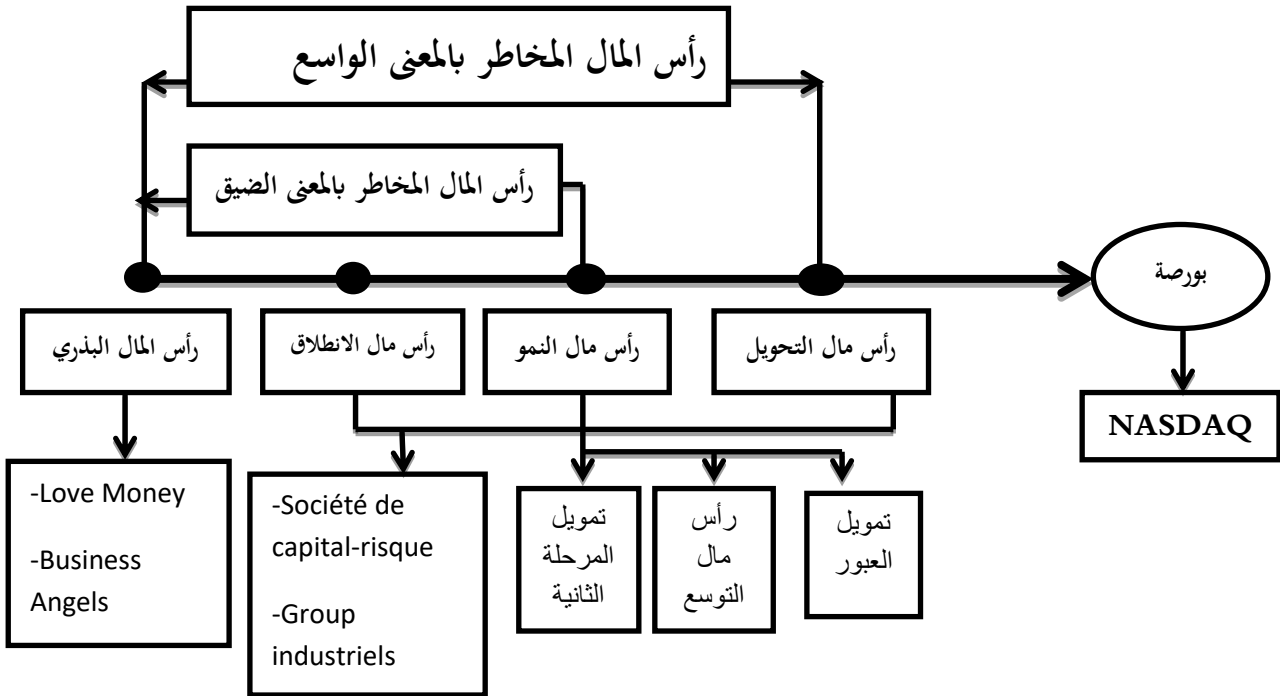 رأس المال المخاطر بالمعنى الواسع
رأس المال المخاطر بالمعنى الضيق
بورصة
رأس المال البذري
رأس مال الانطلاق
رأس مال النمو
رأس مال التحويل
NASDAQ
-Love Money
-Business
Angels
-Société de
capital-risque
-Group
industriels
تمويل
المرحلة
الثانية
رأس
مال
التوسع
تمويل
العبور